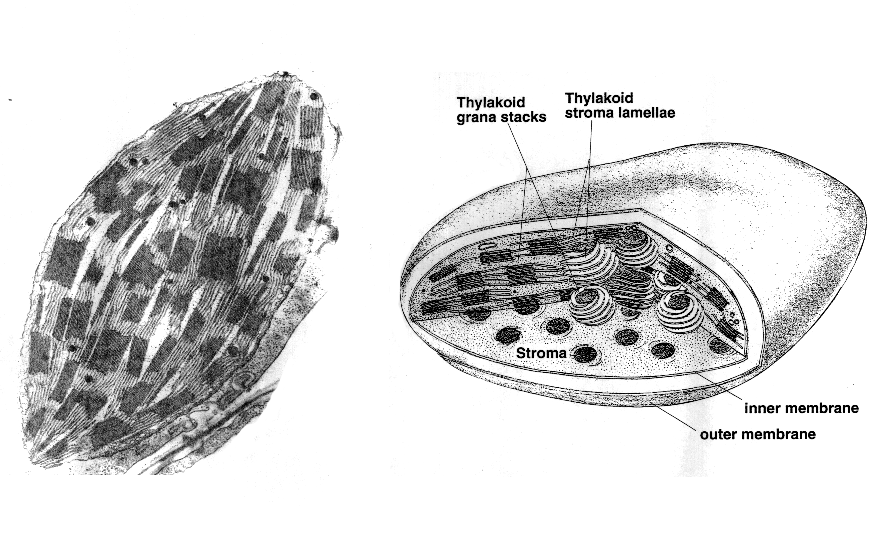 Thylakoid
grana stacks
Thylakoid
stroma lamellae
Stroma
inner membrane
outer membrane